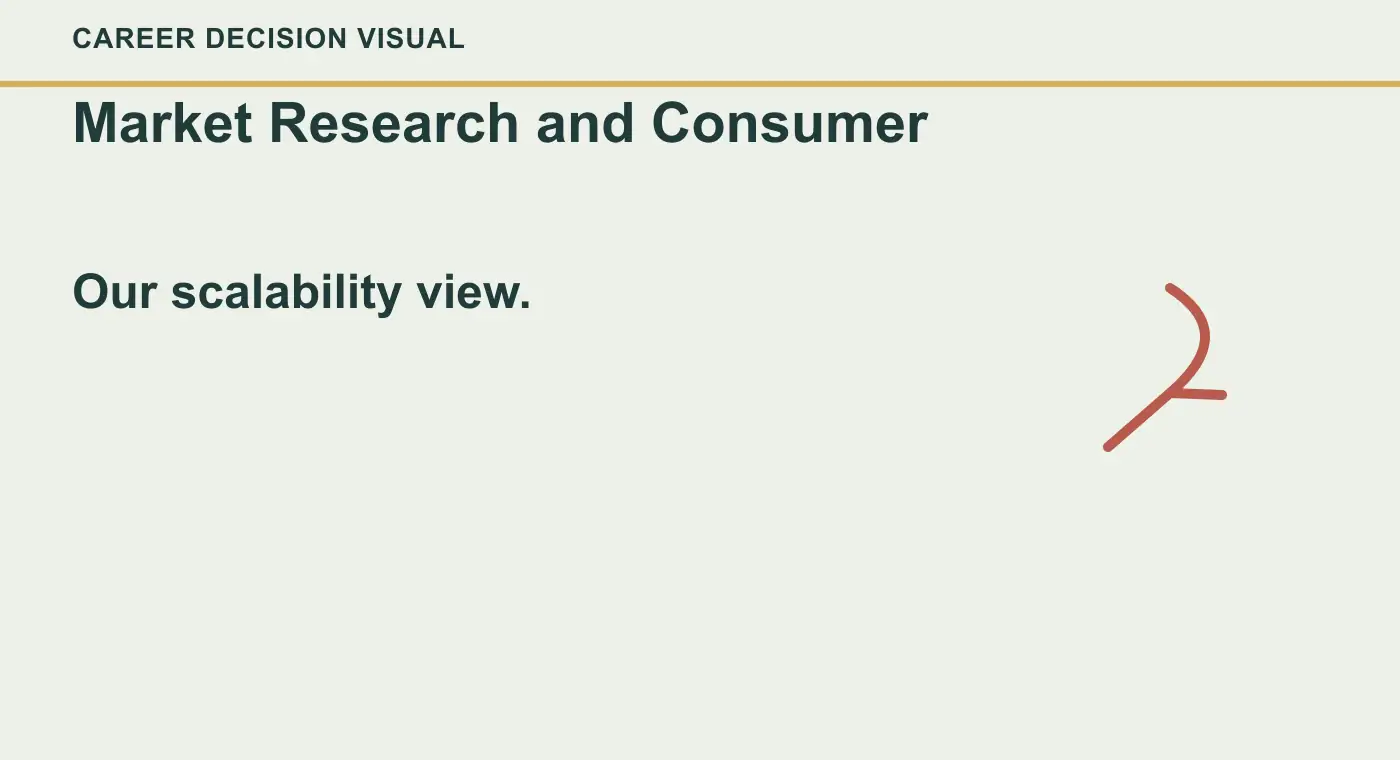 CAREER DECISION VISUAL
Market Research and Consumer
Our scalability view.